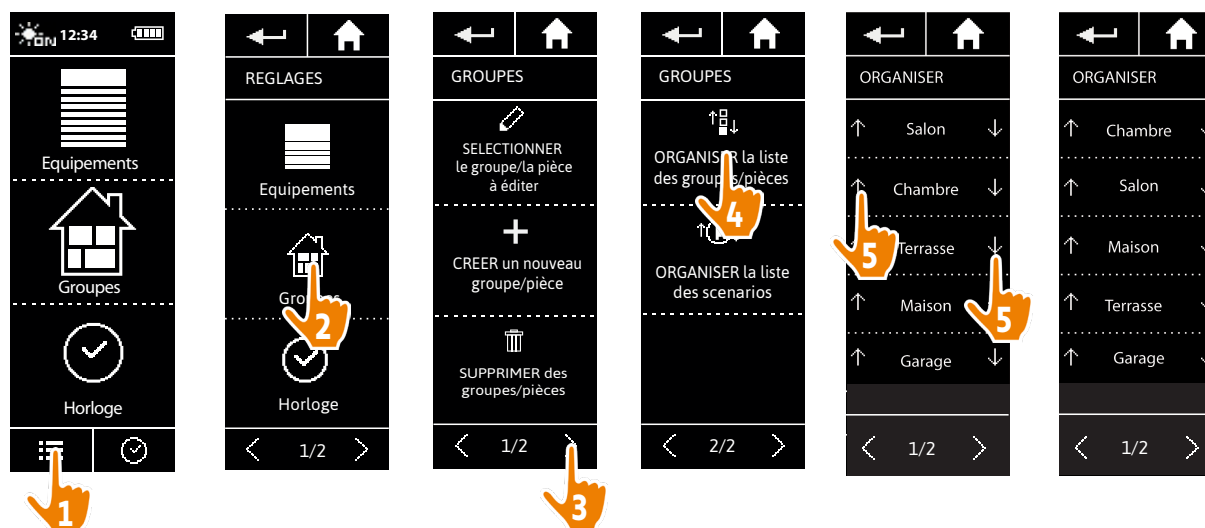 ON 12:34
Equipements
Groupes
Horloge
1
REGLAGES
Equipements
Groupes
2
Horloge
1/2
GROUPES
SELECTIONNER
le groupe/la pièce
à éditer
CREER un nouveau
groupe/pièce
SUPPRIMER des
groupes/pièces
1/2
3
GROUPES
ORGANISER la liste
des groupes/pièces
4
ORGANISER la liste
des scenarios
2/2
ORGANISER
Salon
Chambre
5
Terrasse
Maison
5
Garage
1/2
ORGANISER
Chambre
Salon
Maison
Terrasse
Garage
1/2